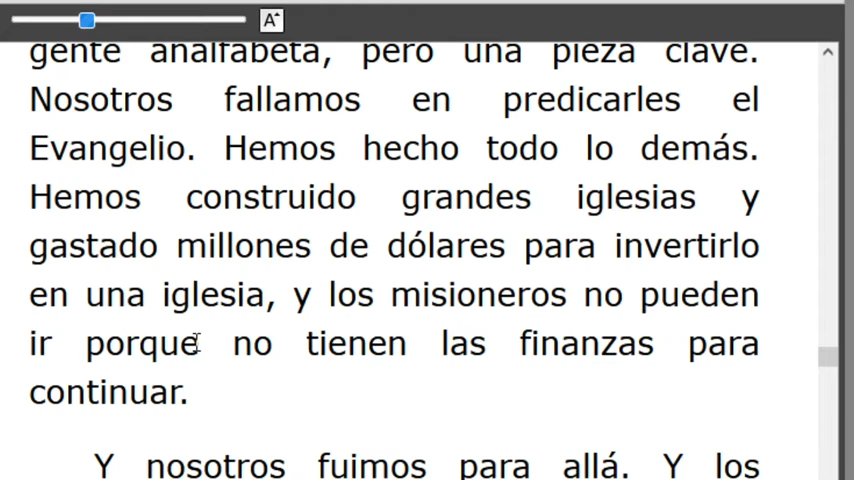 A
gente analfabeta, pero una pieza clave.
Nosotros fallamos en predicarles el
Evangelio. Hemos hecho todo lo demás.
Hemos construido grandes iglesias y
gastado millones de dólares para invertirlo
en una iglesia, y los misioneros no pueden
ir porque no tienen las finanzas para
continuar.
Y nosotros fuimos para allá. Y los